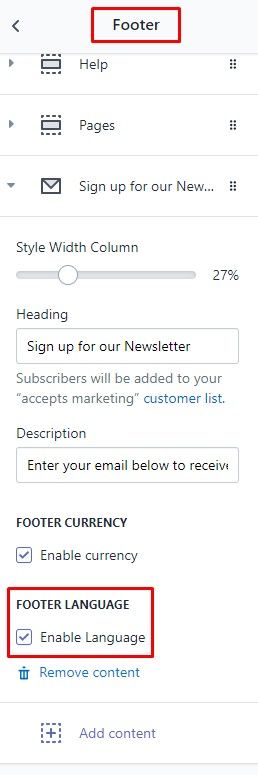 Footer
Help
Pages
Sign up for our New...
Style Width Column
27%
Heading
Sign up for our Newsletter
Subscribers will be added to your
“accepts marketing” customer list.
Description
Enter your email below to receive
FOOTER CURRENCY
Enable currency
FOOTER LANGUAGE
Enable Language
Remove content
Add content